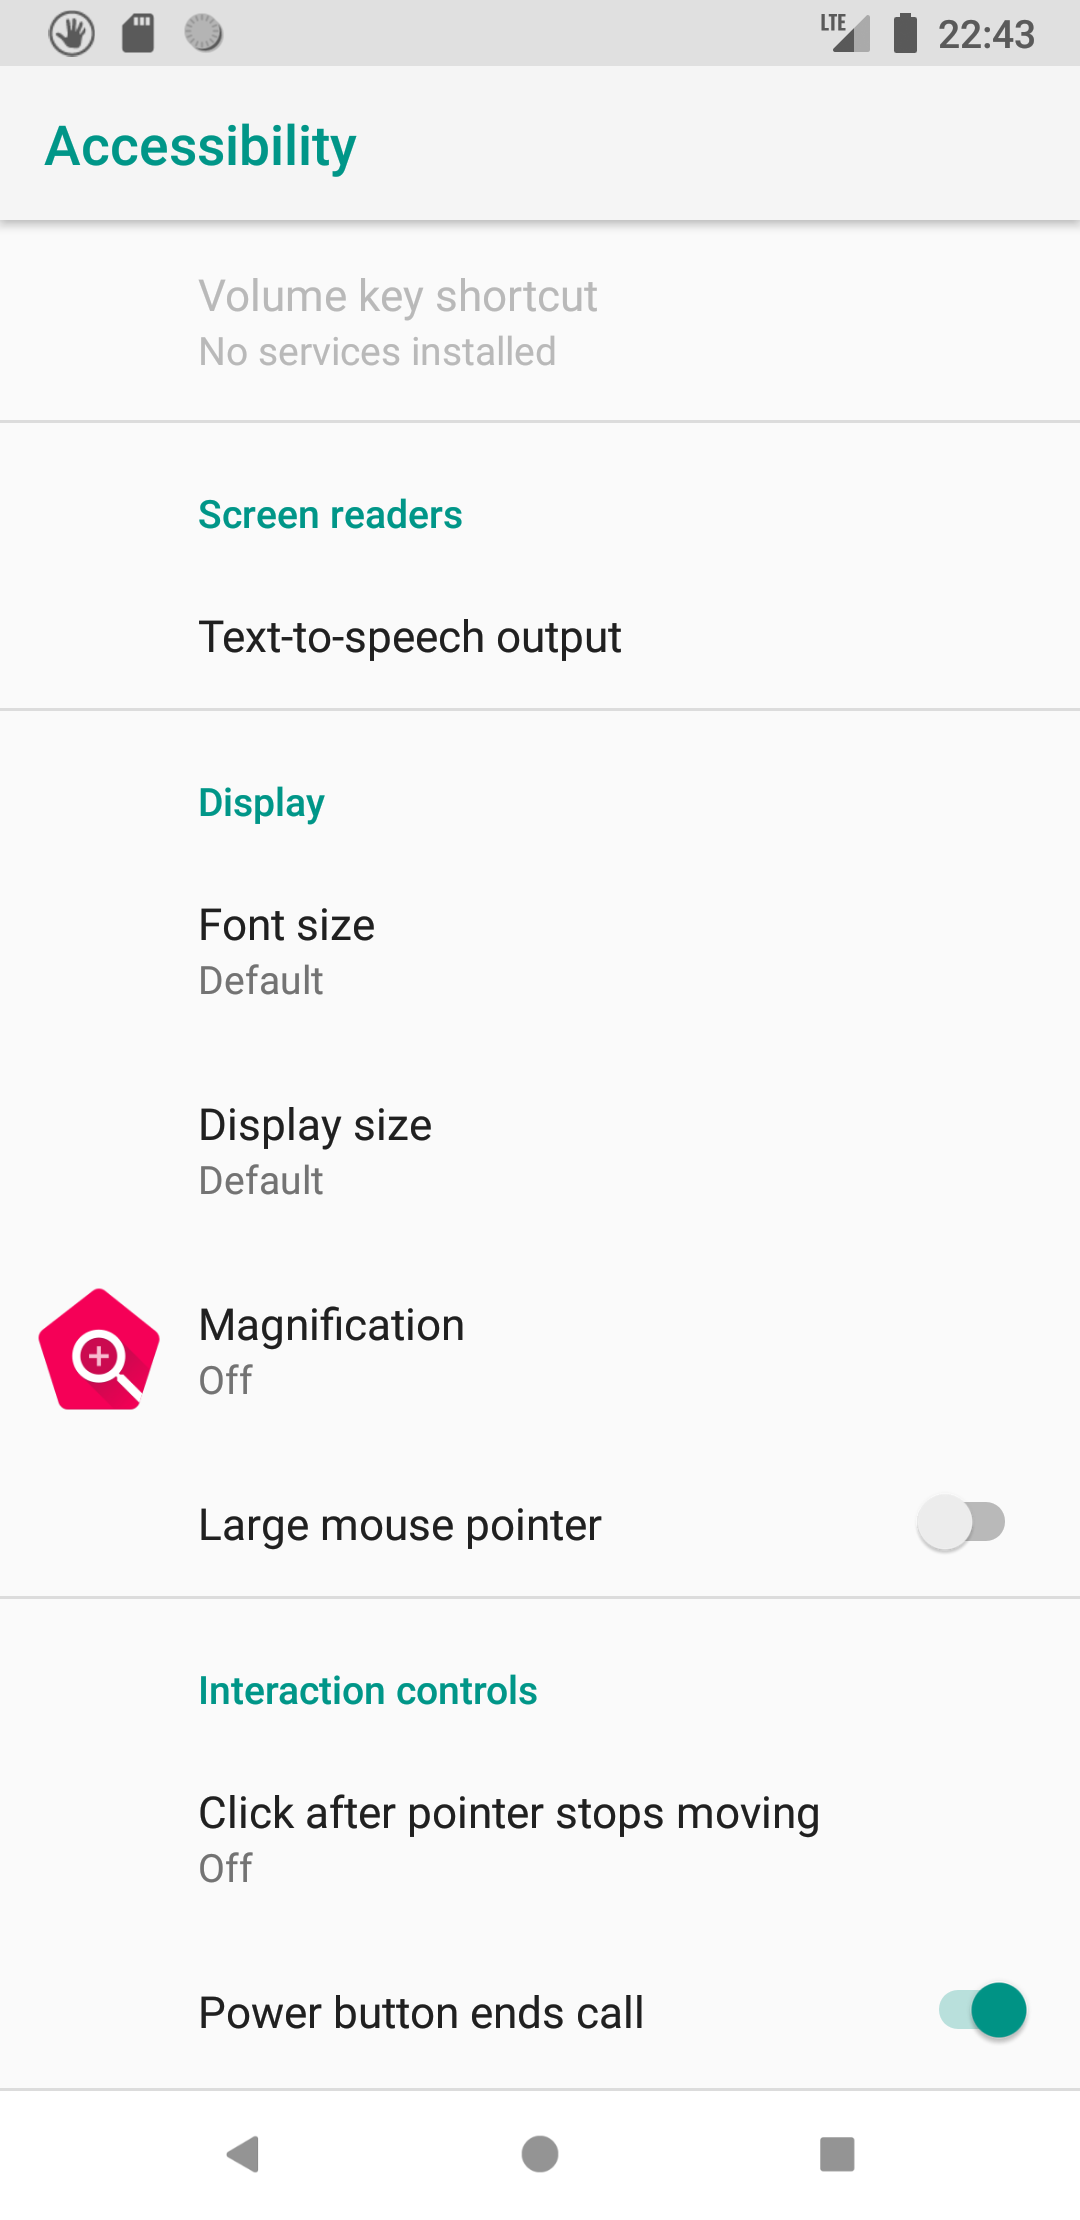 LTE 22:43
Accessibility
Volume key shortcut
No services installed
Screen readers
Text-to-speech output
Display
Font size
Default
Display size
Default
Magnification
Off
Large mouse pointer
Interaction controls
Click after pointer stops moving
Off
Power button ends call